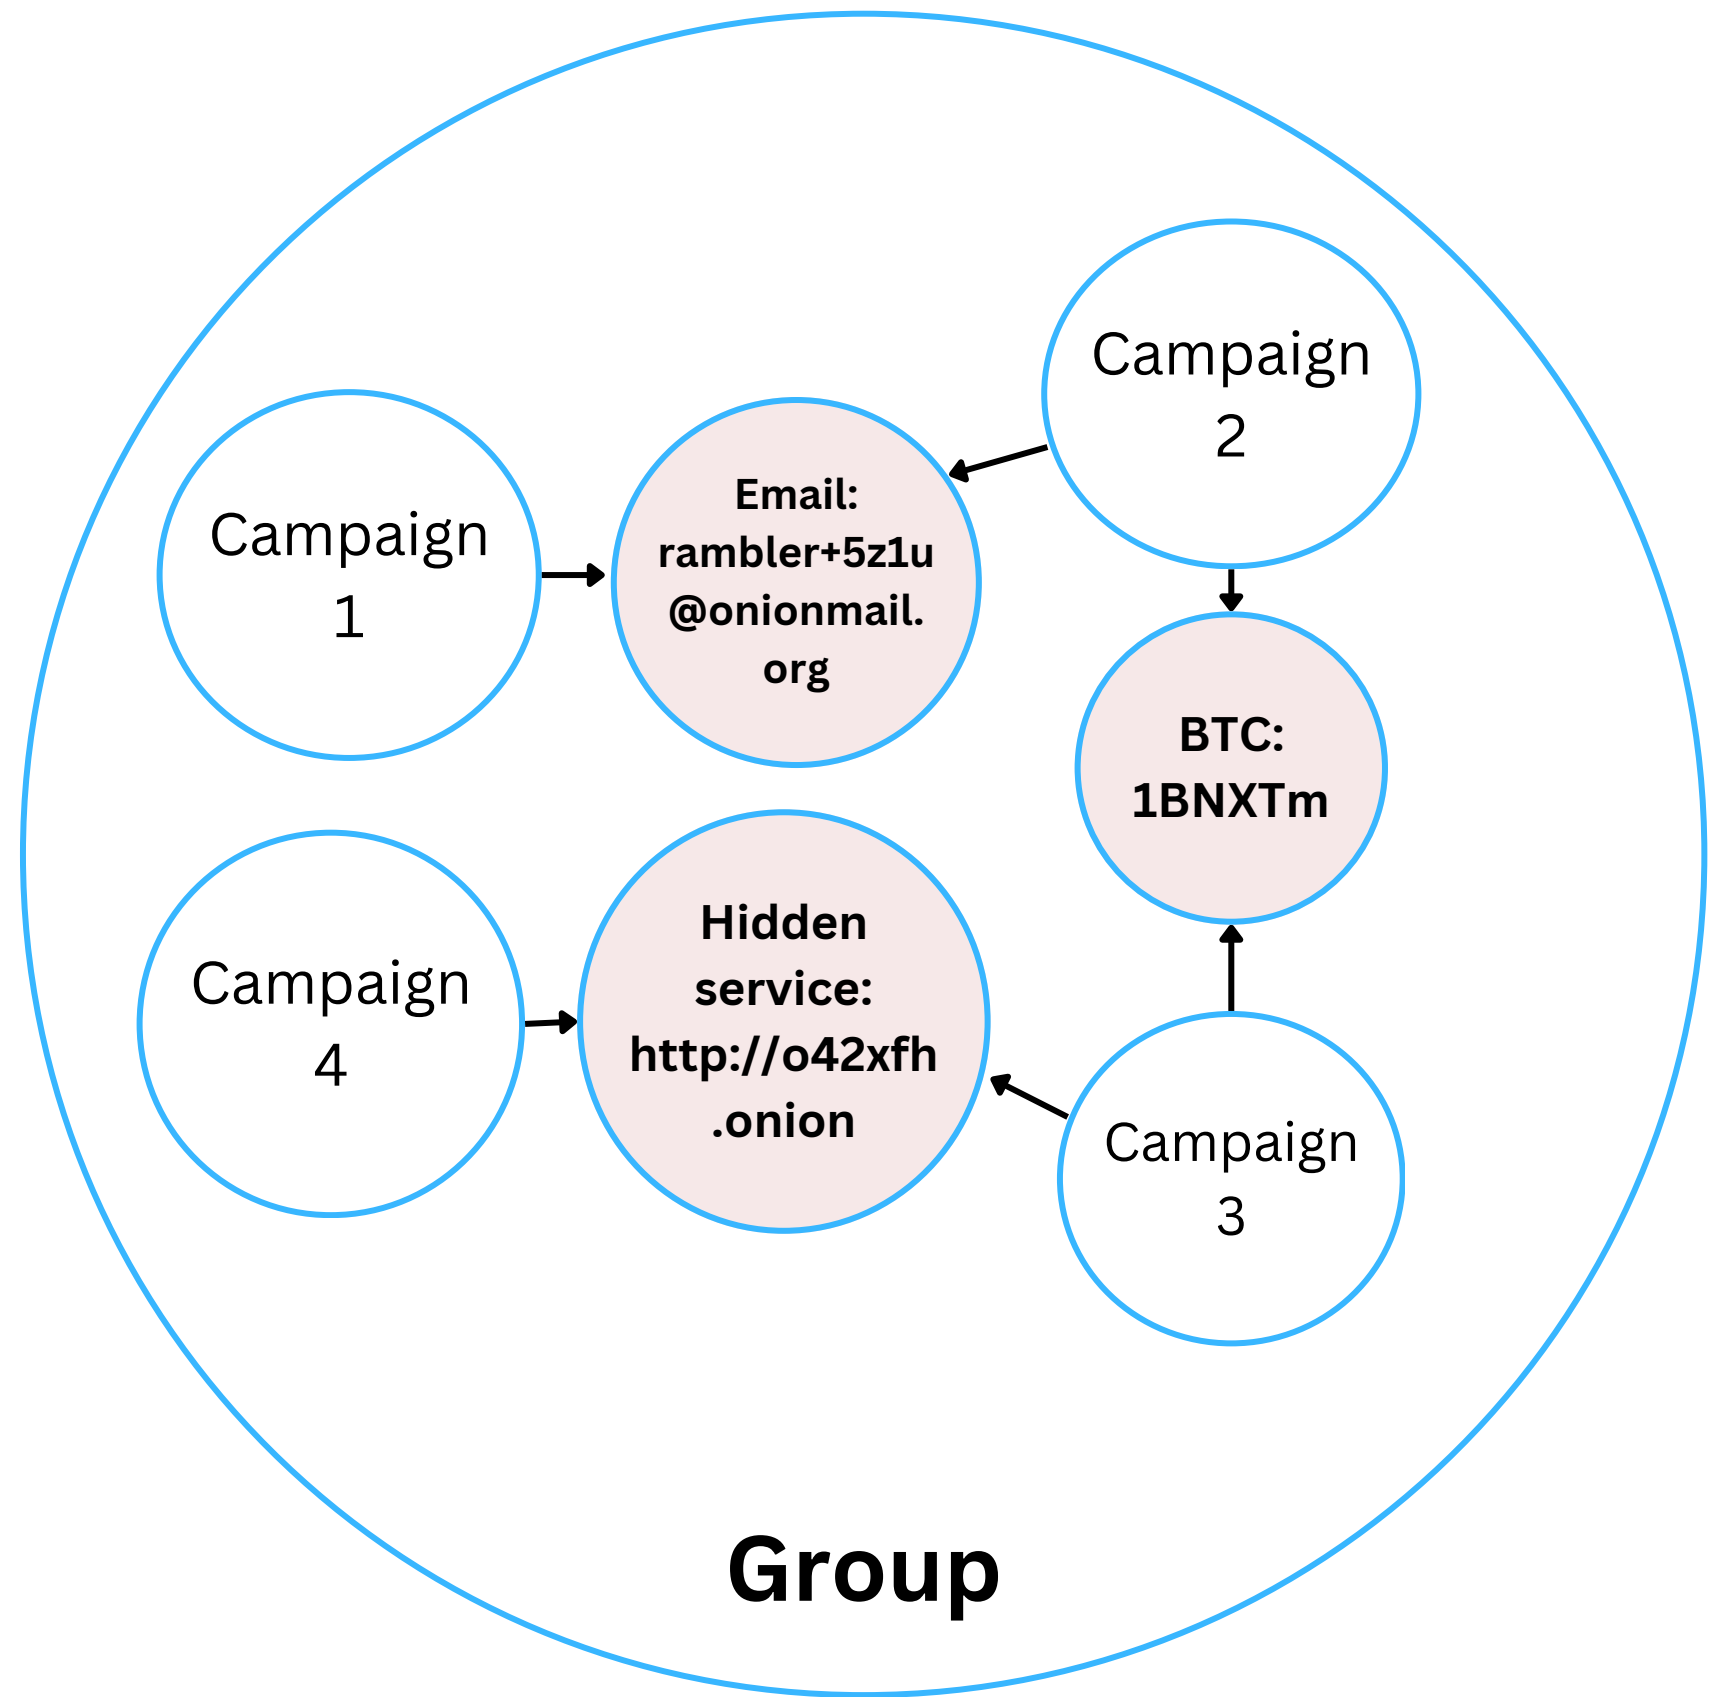 Campaign
2
Campaign
1
Email:
rambler+5z1u
@onionmail.
org
BTC:
1BNXTm
Campaign
4
Hidden
service:
http://o42xfh
.onion
Campaign
3
Group